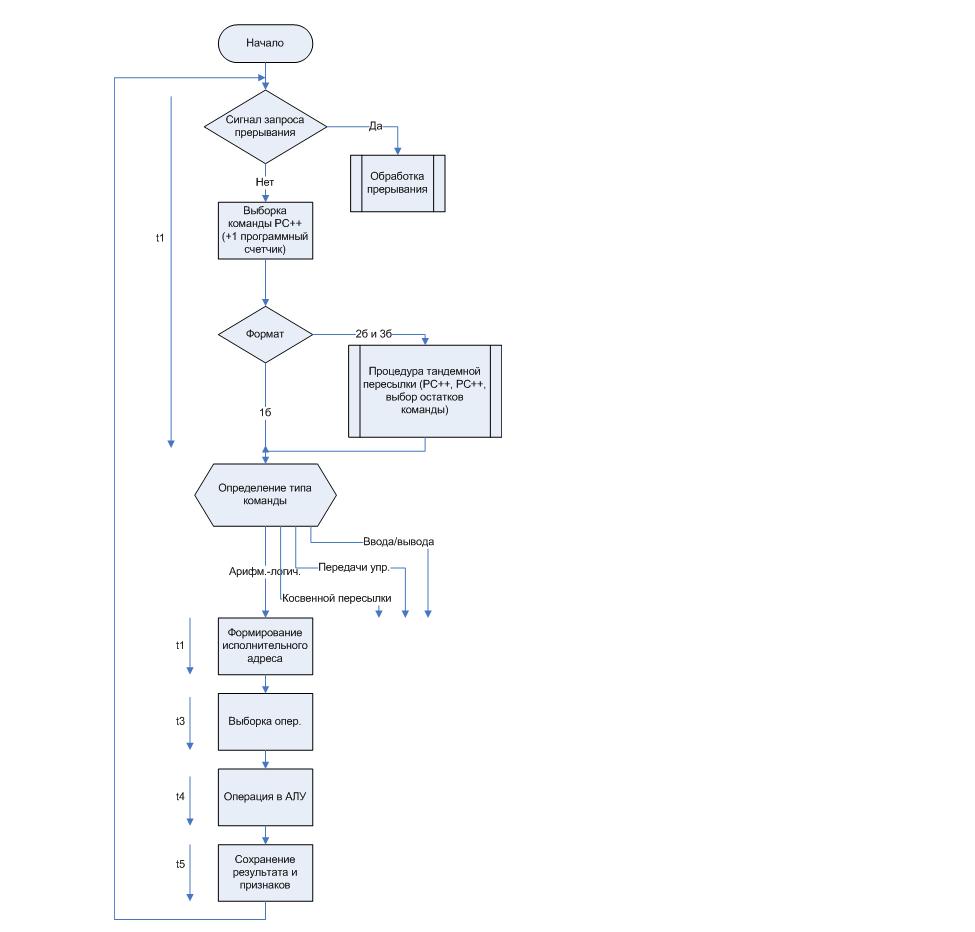 Начало
Сигнал запроса
прерывания
Да
Обработка
прерывания
Нет
Выборка
команды PC++
(+1 программный
счетчик)
t1
Формат
2б и 3б
Процедура тандемной
пересылки (PC++, PC++,
выбор остатков
команды)
1б
Определение типа
команды
Ввода/вывода
Передачи упр.
Арифм.-логич.
Косвенной пересылки
Формирование
исполнительного
адреса
t1
Выборка опер.
t3
Операция в АЛУ
t4
Сохранение
результата и
признаков
t5